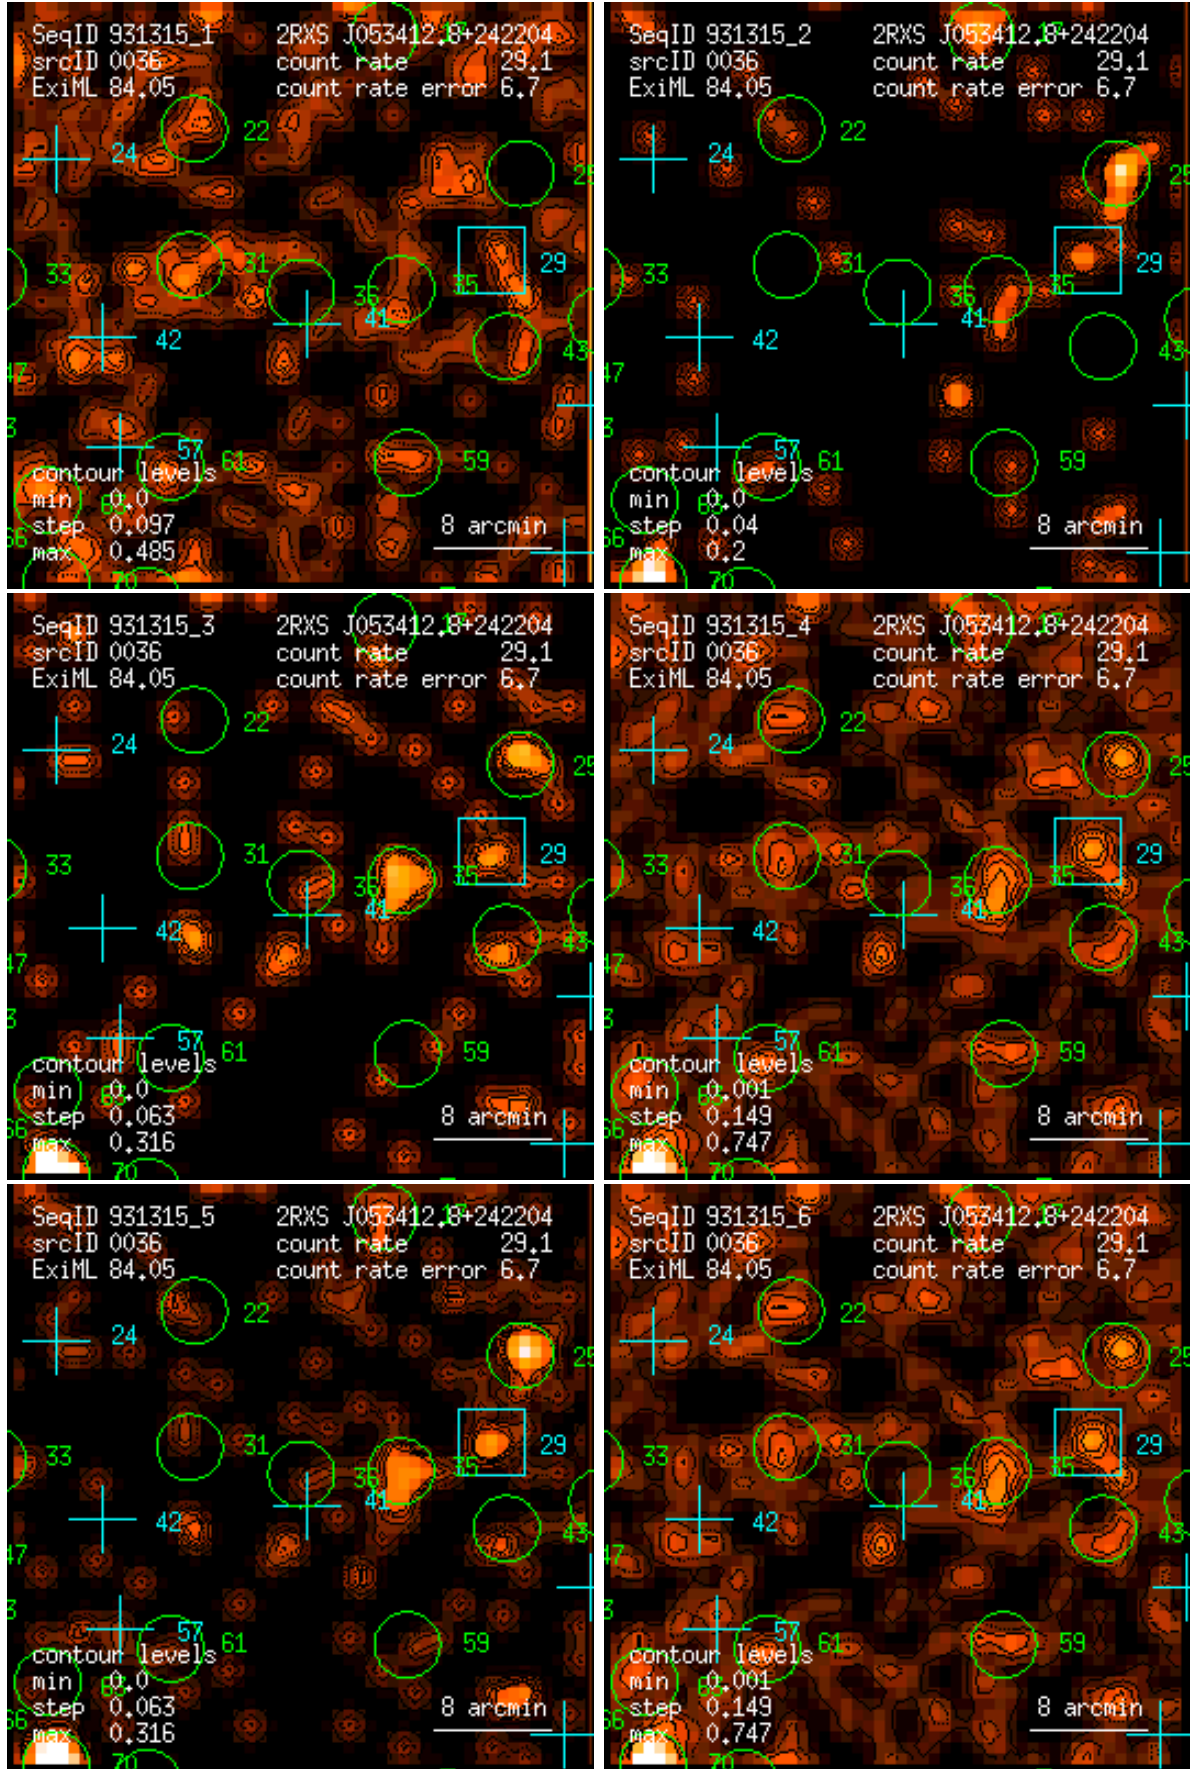 SeqID 931315_1 2RXS J053412.8+242204
srcID 0036 count rate 29.1
ExiML 84.05 count rate error 6.7
17
22
24
25
29
31
33
35
36
41
42
43
47
57
59
61
contour levels
min 0.0
step 0.097
max 0.485
8 arcmin
66
70
SeqID 931315_2 2RXS J053412.8+242204
srcID 0036 count rate 29.1
ExiML 84.05 count rate error 6.7
17
22
24
25
29
31
33
35
36
41
42
43
47
57
59
61
contour levels
min 0.0
step 0.04
max 0.2
8 arcmin
66
70
SeqID 931315_3 2RXS J053412.8+242204
srcID 0036 count rate 29.1
ExiML 84.05 count rate error 6.7
17
22
24
25
29
31
33
35
36
41
42
43
47
57
59
61
contour levels
min 0.0
step 0.063
max 0.316
8 arcmin
66
70
SeqID 931315_4 2RXS J053412.8+242204
srcID 0036 count rate 29.1
ExiML 84.05 count rate error 6.7
17
22
24
25
29
31
33
35
36
41
42
43
47
57
59
61
contour levels
min 0.001
step 0.149
max 0.747
8 arcmin
66
70
SeqID 931315_5 2RXS J053412.8+242204
srcID 0036 count rate 29.1
ExiML 84.05 count rate error 6.7
17
22
24
25
29
31
33
35
36
41
42
43
47
57
59
61
contour levels
min 0.0
step 0.063
max 0.316
8 arcmin
66
70
SeqID 931315_6 2RXS J053412.8+242204
srcID 0036 count rate 29.1
ExiML 84.05 count rate error 6.7
17
22
24
25
29
31
33
35
36
41
42
43
47
57
59
61
contour levels
min 0.001
step 0.149
max 0.747
8 arcmin
66
70